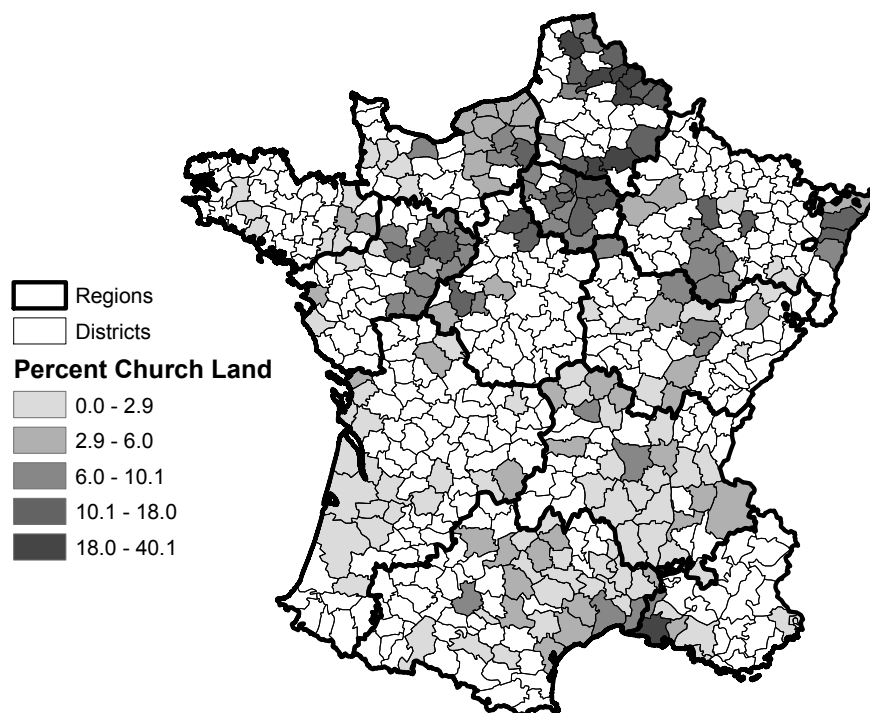 Regions
Districts
Percent Church Land
0.0 - 2.9
2.9 - 6.0
6.0 - 10.1
10.1 - 18.0
18.0 - 40.1